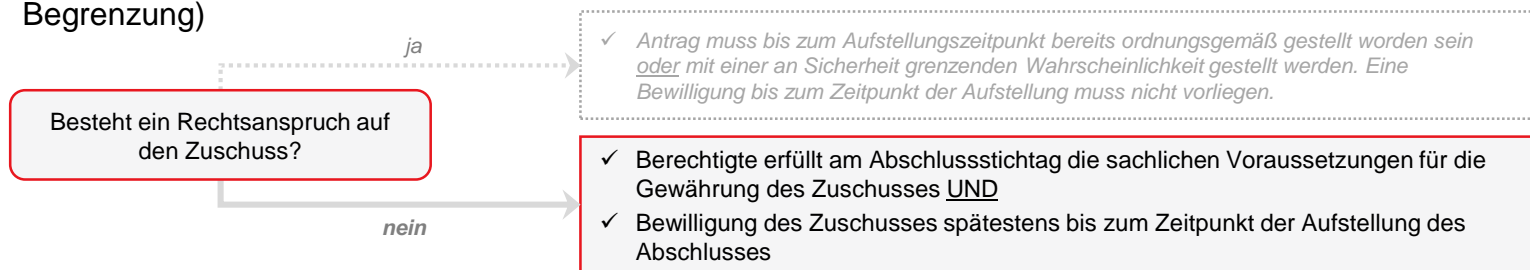 Begrenzung)
ja
✓ Antrag muss bis zum Aufstellungszeitpunkt bereits ordnungsgemäß gestellt worden sein
oder mit einer an Sicherheit grenzenden Wahrscheinlichkeit gestellt werden. Eine
Bewilligung bis zum Zeitpunkt der Aufstellung muss nicht vorliegen.
Besteht ein Rechtsanspruch auf
den Zuschuss?
nein
✓ Berechtigte erfüllt am Abschlussstichtag die sachlichen Voraussetzungen für die
Gewährung des Zuschusses UND
✓ Bewilligung des Zuschusses spätestens bis zum Zeitpunkt der Aufstellung des
Abschlusses